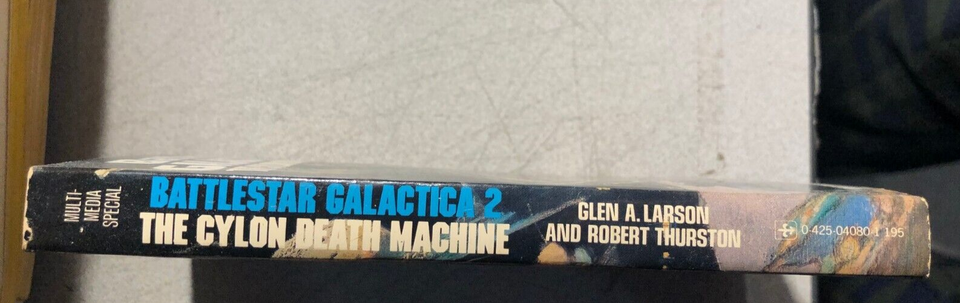 MULTI-
MEDIA
SPECIAL
BATTLESTAR GALACTICA 2
THE CYLON DEATH MACHINE
GLEN A. LARSON
AND ROBERT THURSTON
0-425-04080-1 195